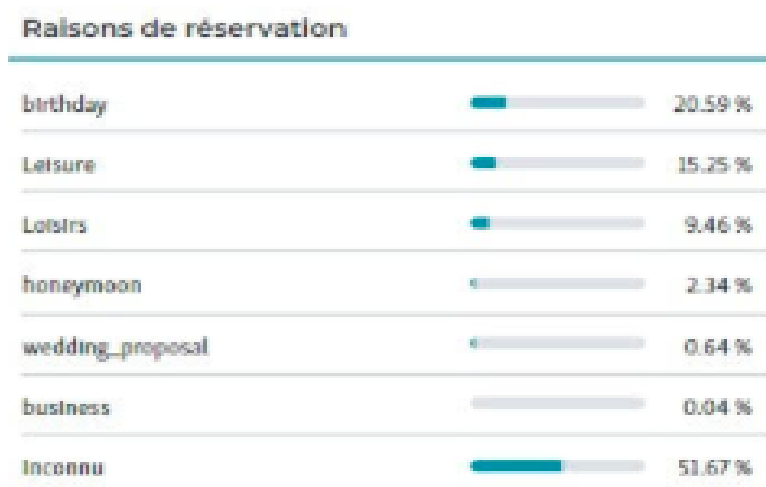 Raisons de réservation
birthday 20.59 %
Leisure 15.25 %
Loisirs 9.46 %
honeymoon 2.34 %
wedding_proposal 0.64 %
business 0.04 %
Inconnu 51.67 %